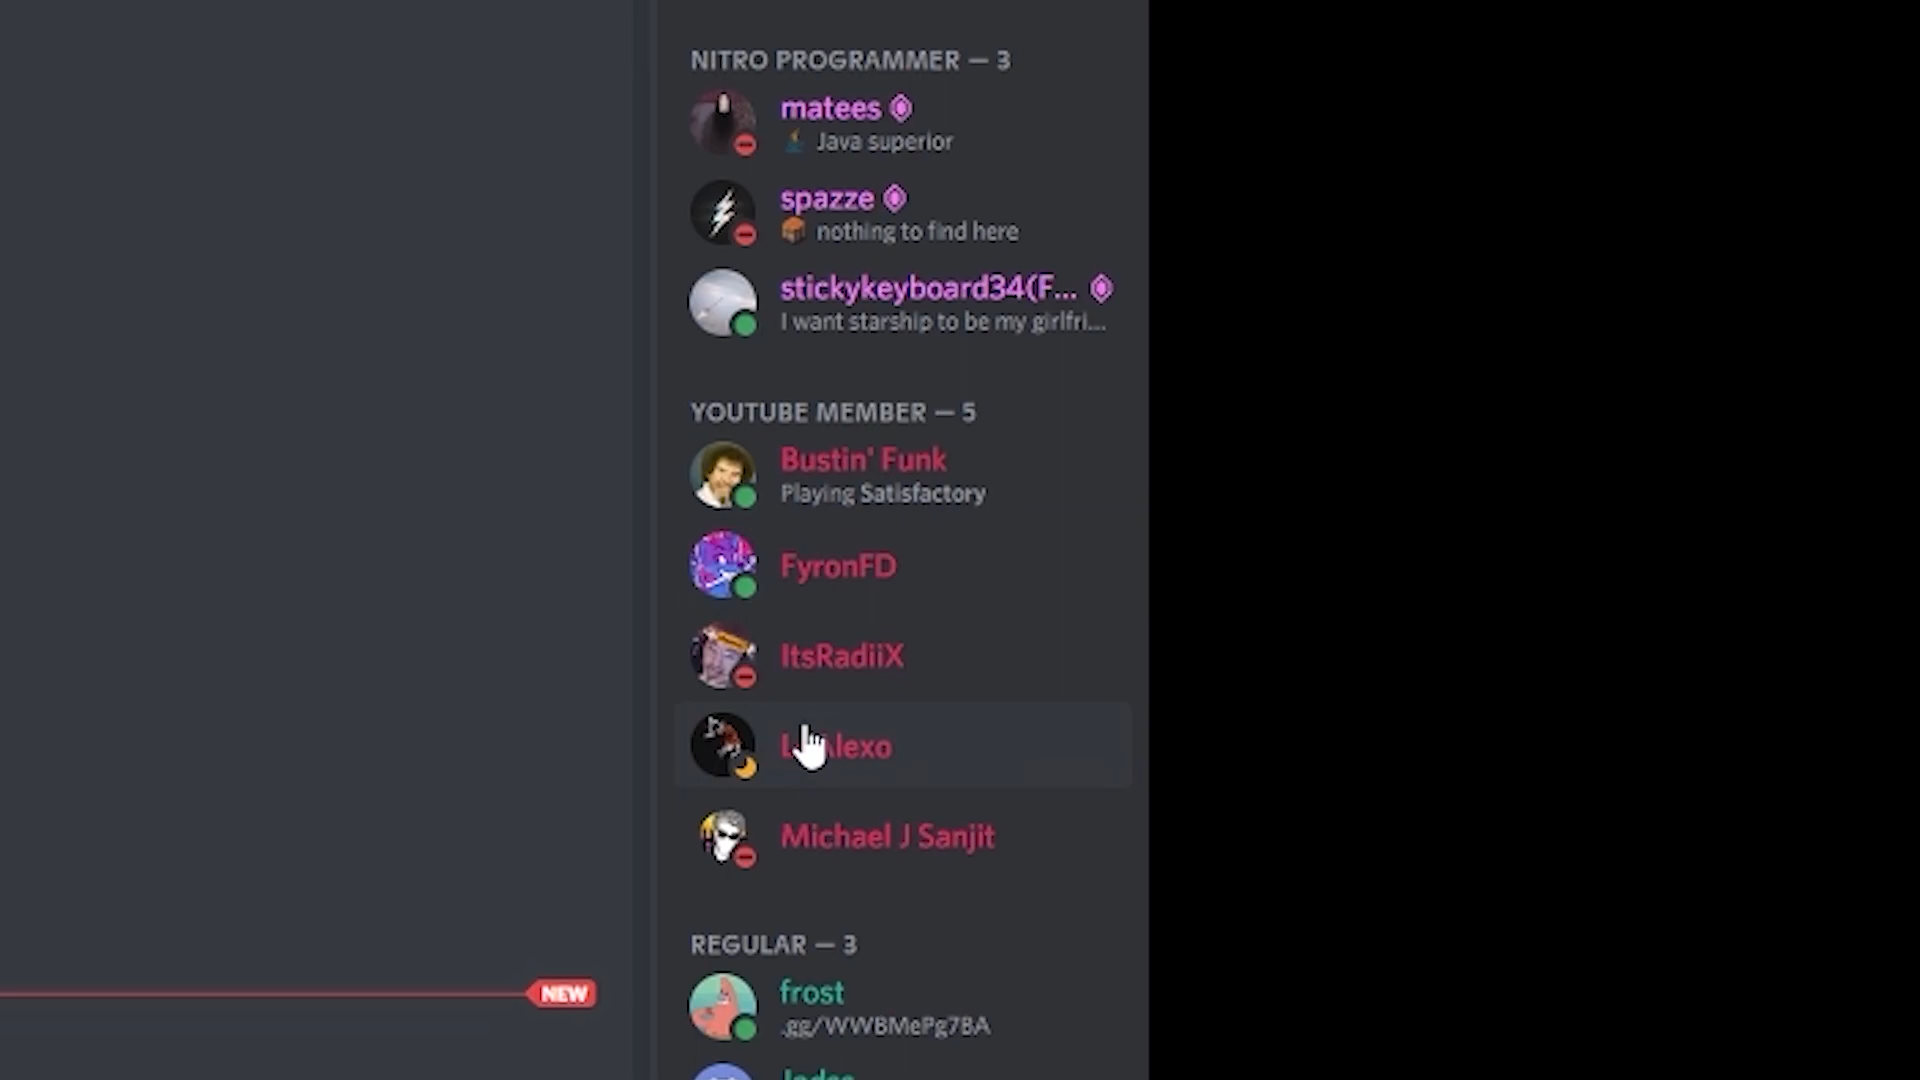 NITRO PROGRAMMER — 3
matees
Java superior
spazze
nothing to find here
stickykeyboard34(F...
I want starship to be my girlfri...
YOUTUBE MEMBER — 5
Bustin' Funk
Playing Satisfactory
FyronFD
ItsRadiiX
Michael J Sanjit
REGULAR — 3
NEW
frost
.gg/WWBMePg7BA